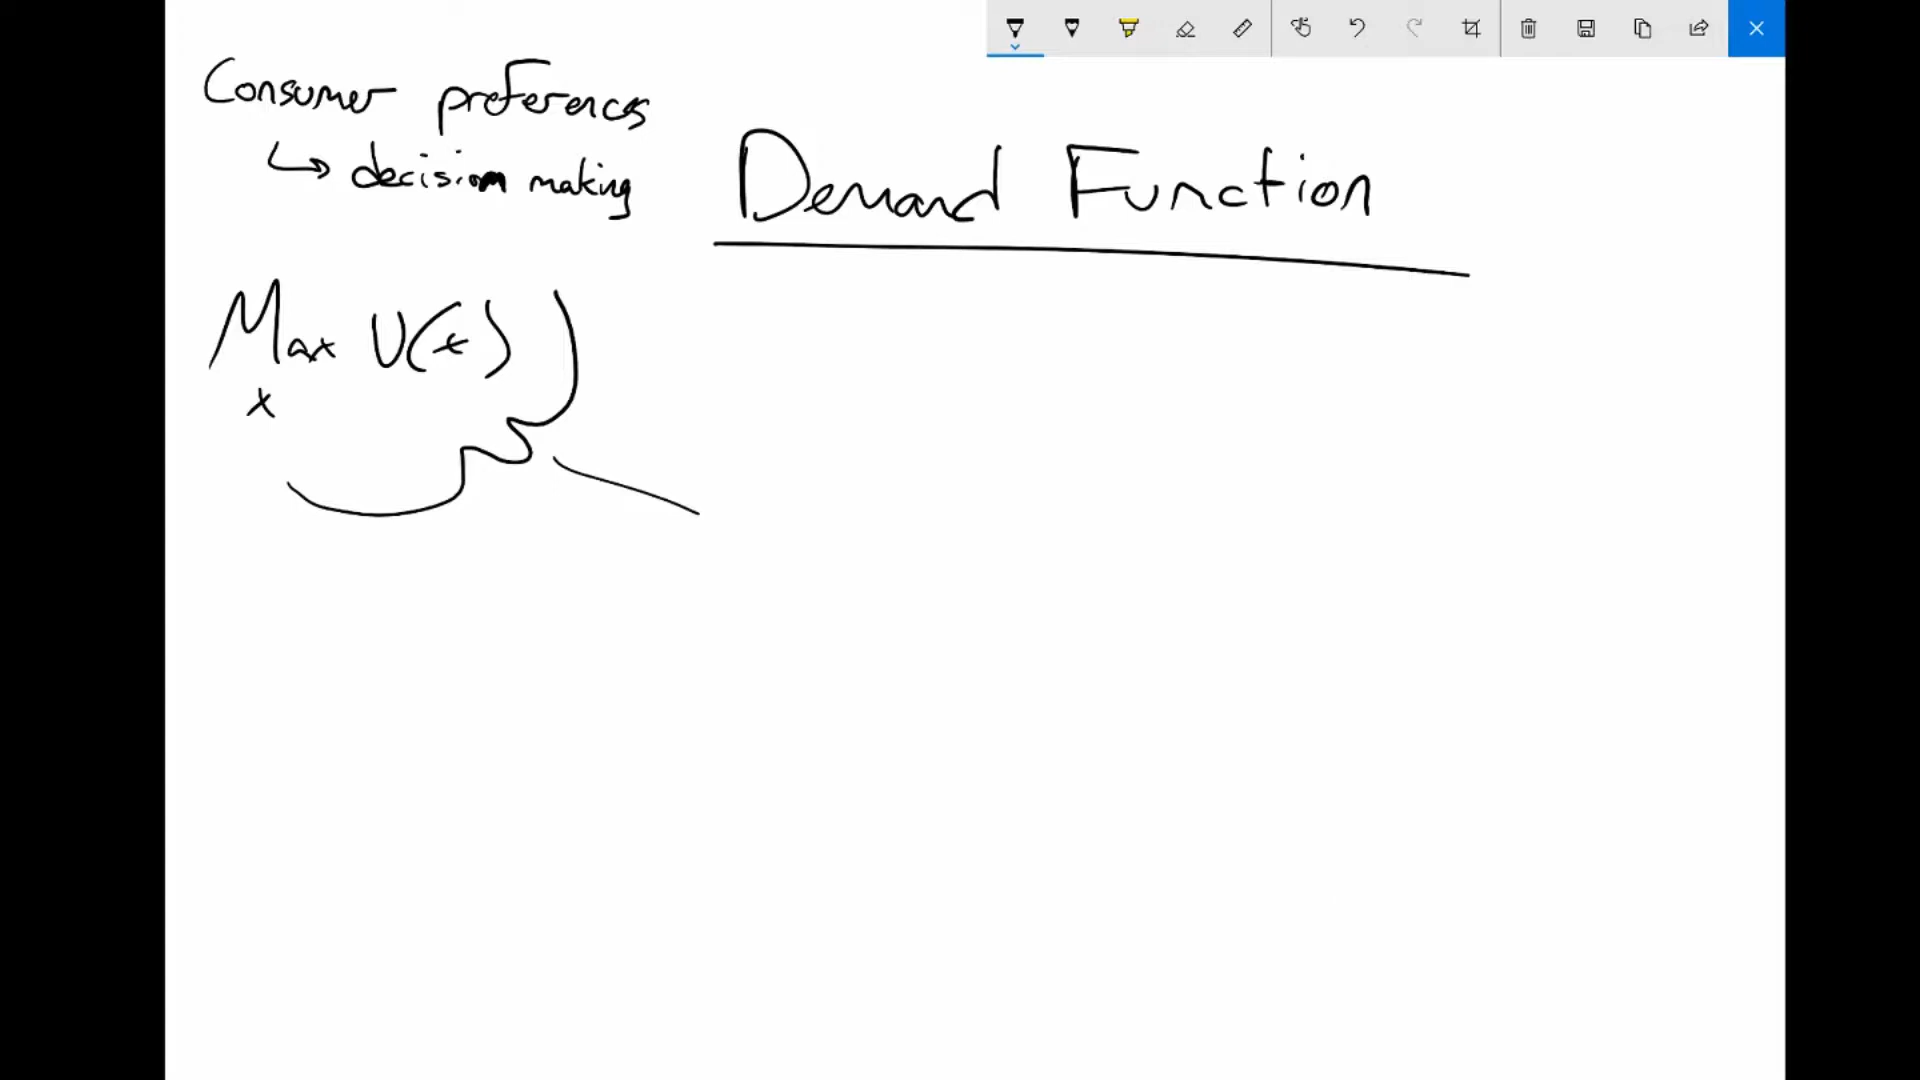 Consumer preferences
↳ decision making
Demand Function
Max U(x)
x